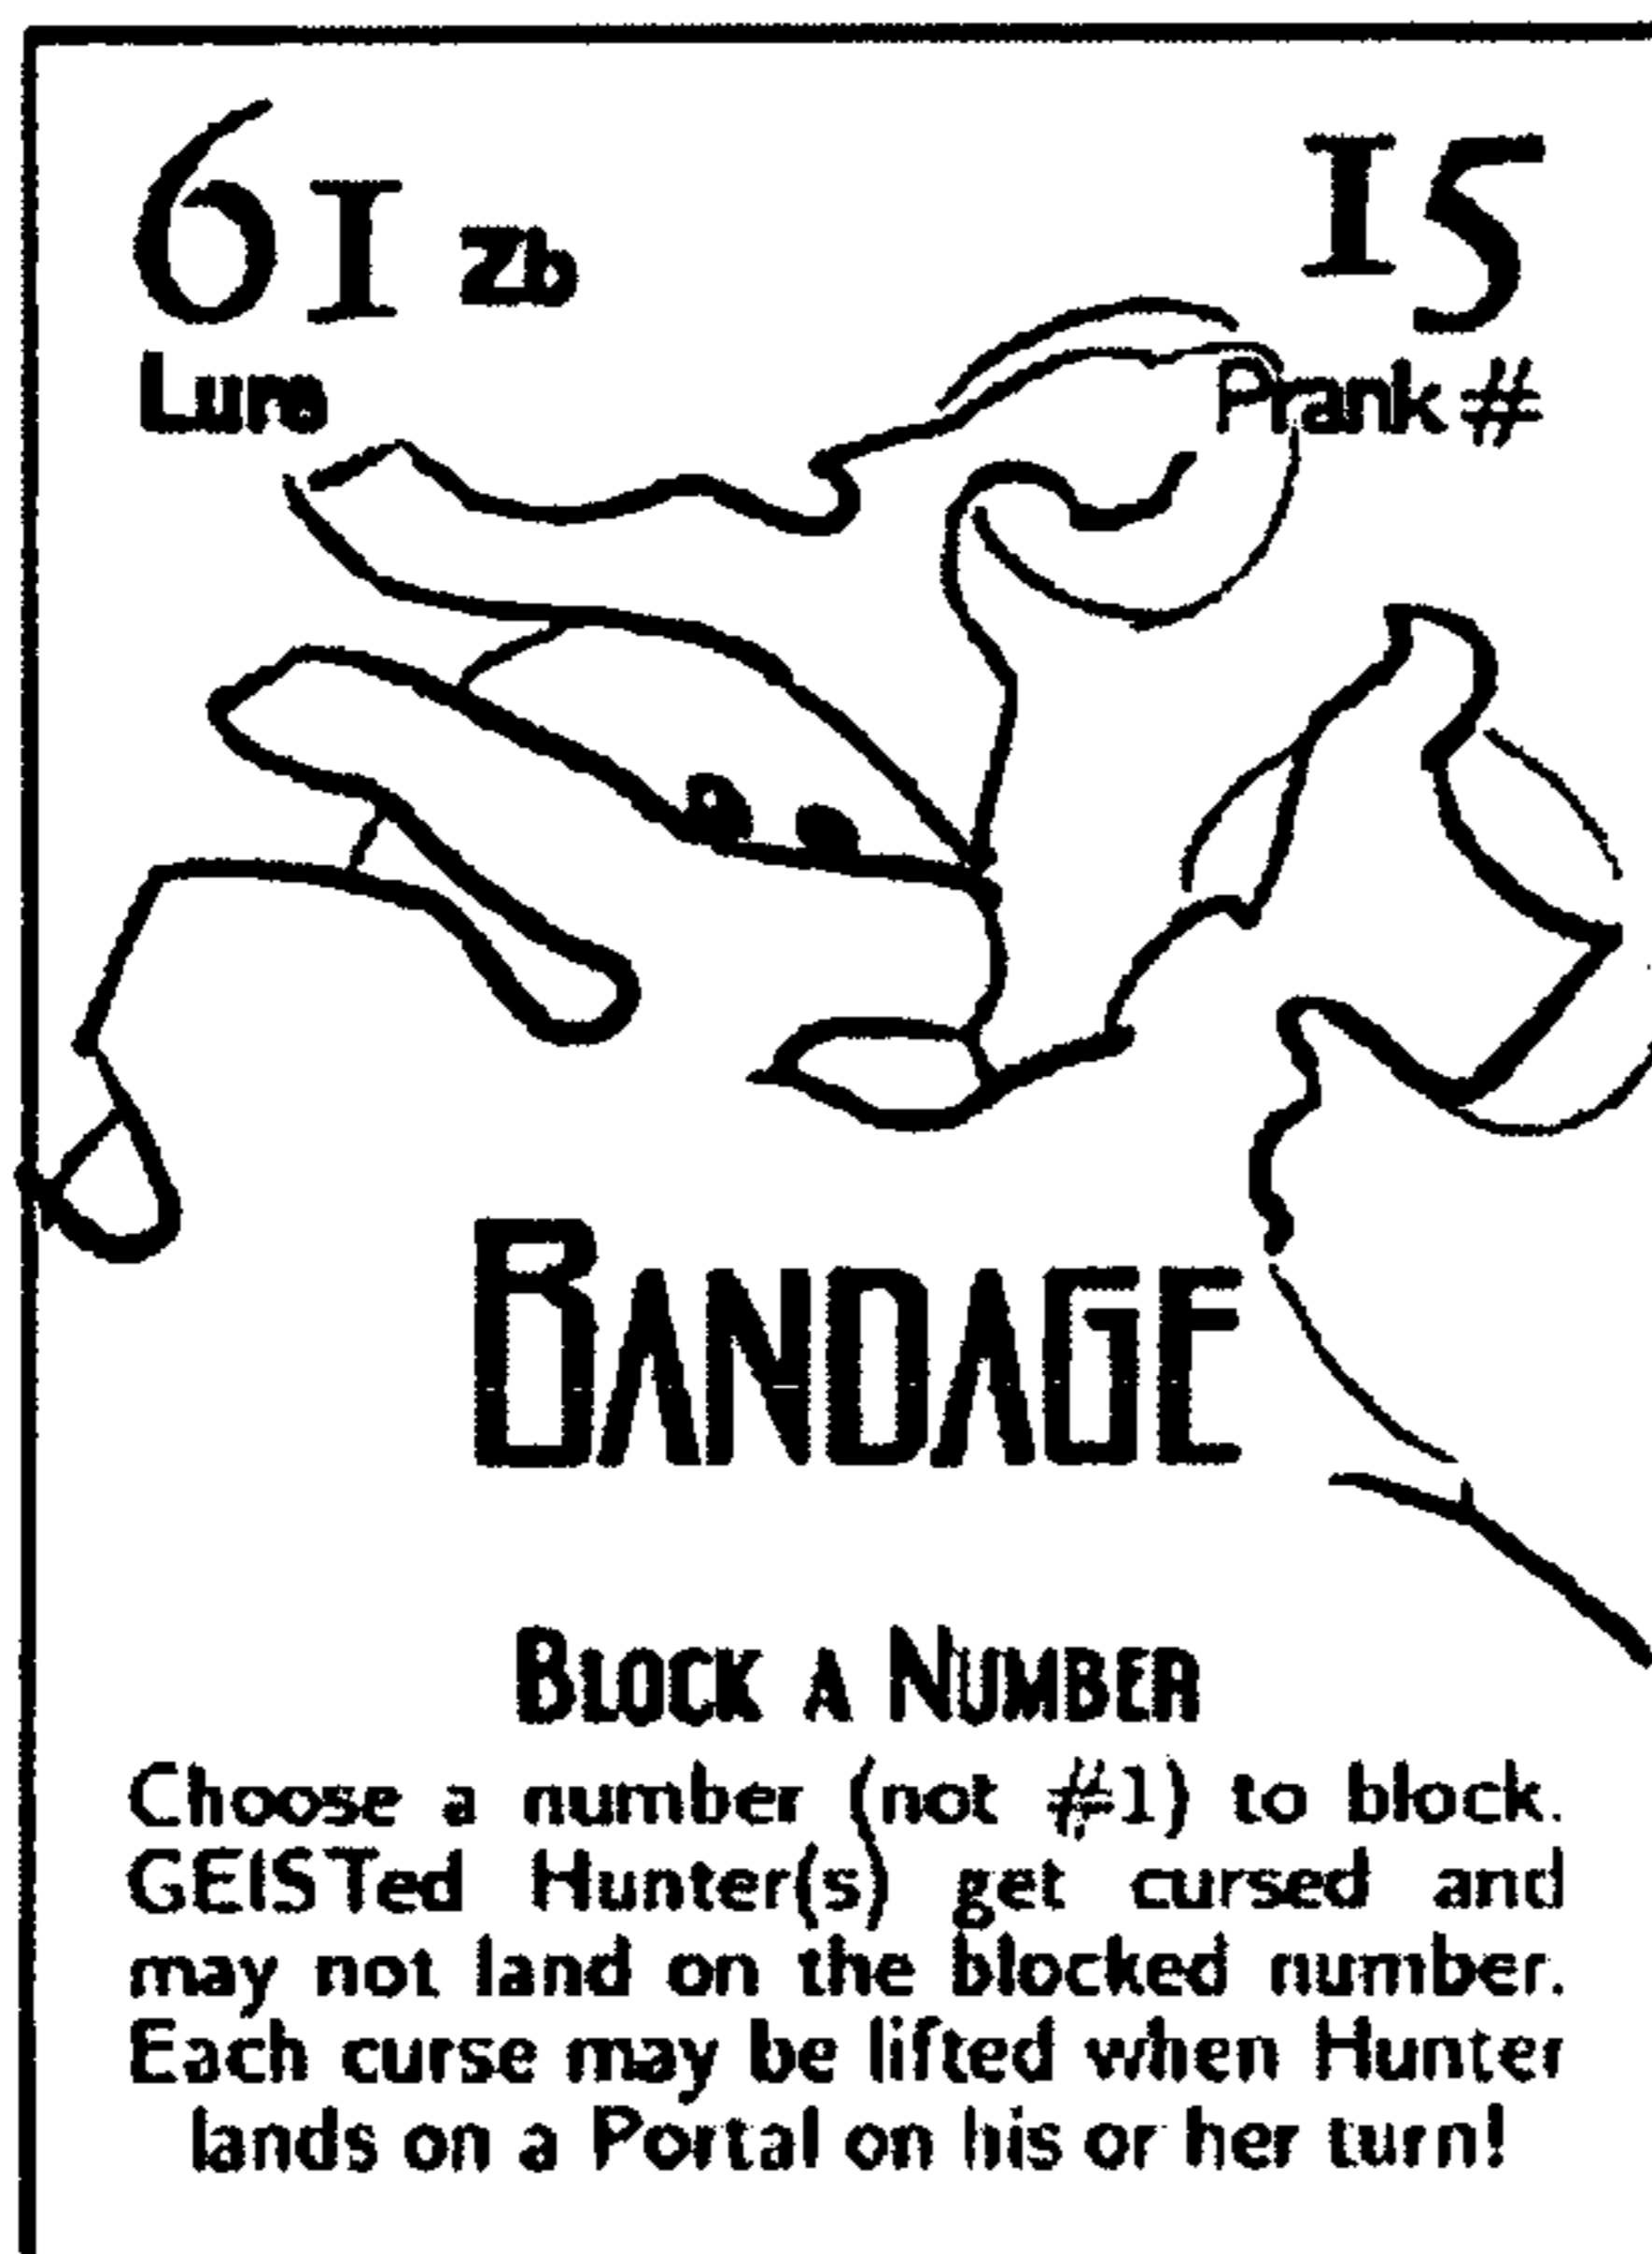 61 zb 15
Lure Prank #
BANDAGE
BLOCK A NUMBER
Choose a number (not #1) to block.
GEISTed Hunter(s) get cursed and
may not land on the blocked number.
Each curse may be lifted when Hunter
lands on a Portal on his or her turn!